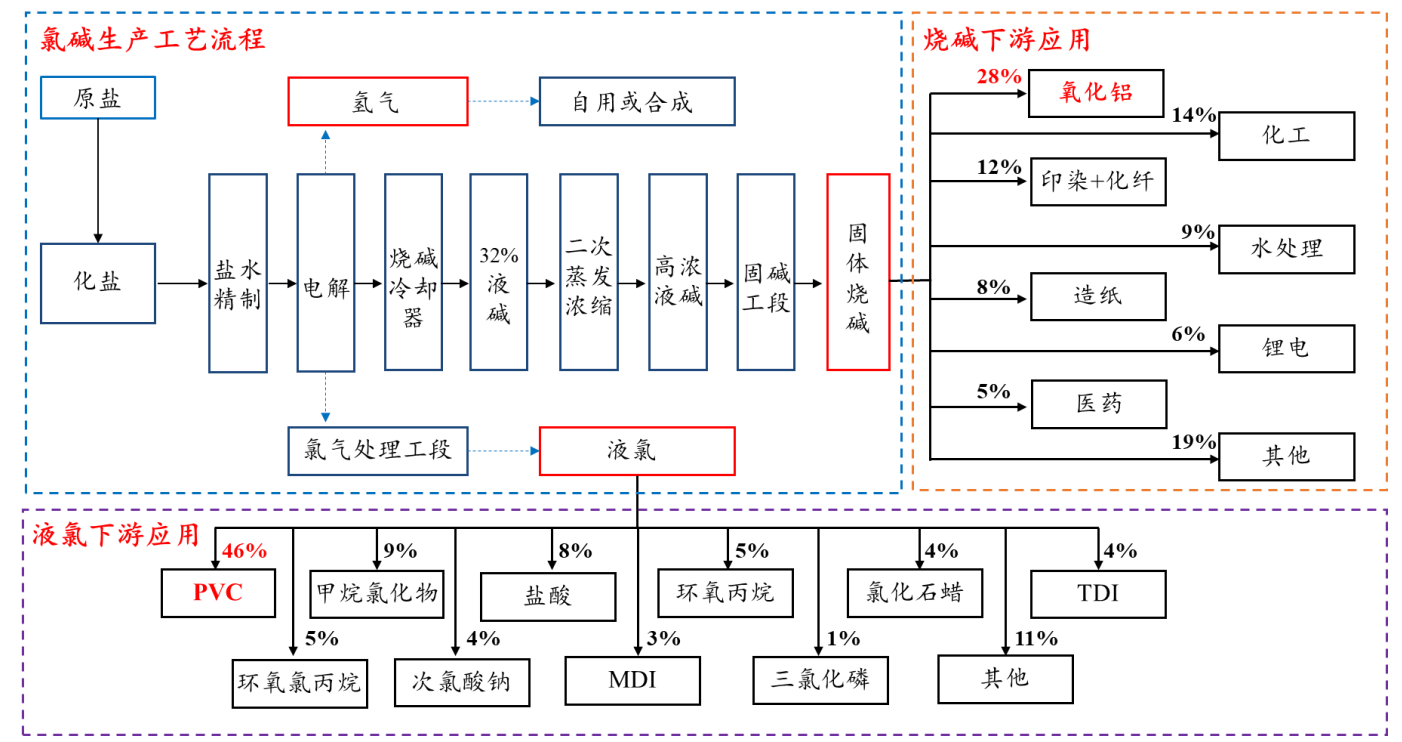 氯碱生产工艺流程
原盐
氢气
自用或合成
化盐
盐水
精制
电解
烧碱
冷却
器
32%
液
碱
二次
蒸发
浓缩
高浓
液碱
固碱
工段
固
体
烧
碱
氯气处理工段
液氯
烧碱下游应用
28%
氧化铝
14%
化工
12%
印染+化纤
9%
水处理
8%
造纸
6%
锂电
5%
医药
19%
其他
液氯下游应用
46%
PVC
9%
甲烷氯化物
8%
盐酸
5%
环氧丙烷
4%
氯化石蜡
4%
TDI
5%
环氧氯丙烷
4%
次氯酸钠
3%
MDI
1%
三氯化磷
11%
其他